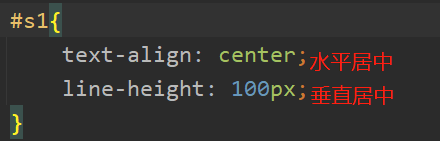 #s1{
text-align: center;水平居中
line-height: 100px;垂直居中
}